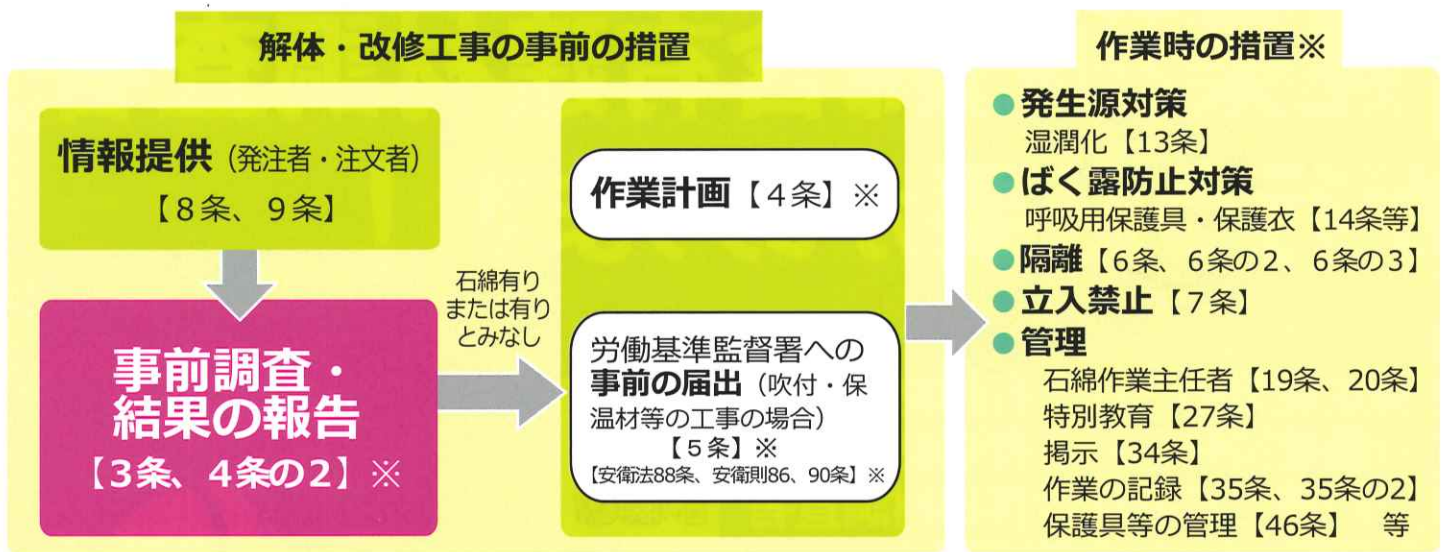 解体・改修工事の事前の措置
情報提供（発注者・注文者）
【８条、９条】
事前調査・
結果の報告
【３条、４条の２】※
石綿有り
または有り
とみなし
作業計画【４条】※
労働基準監督署への
事前の届出（吹付・保
温材等の工事の場合）
【５条】※
【安衛法88条、安衛則86、90条】※
作業時の措置※
●発生源対策
湿潤化【13条】
●ばく露防止対策
呼吸用保護具・保護衣【14条等】
●隔離【６条、６条の２、６条の３】
●立入禁止【７条】
●管理
石綿作業主任者【19条、20条】
特別教育【27条】
掲示【34条】
作業の記録【35条、35条の2】
保護具等の管理【46条】　等